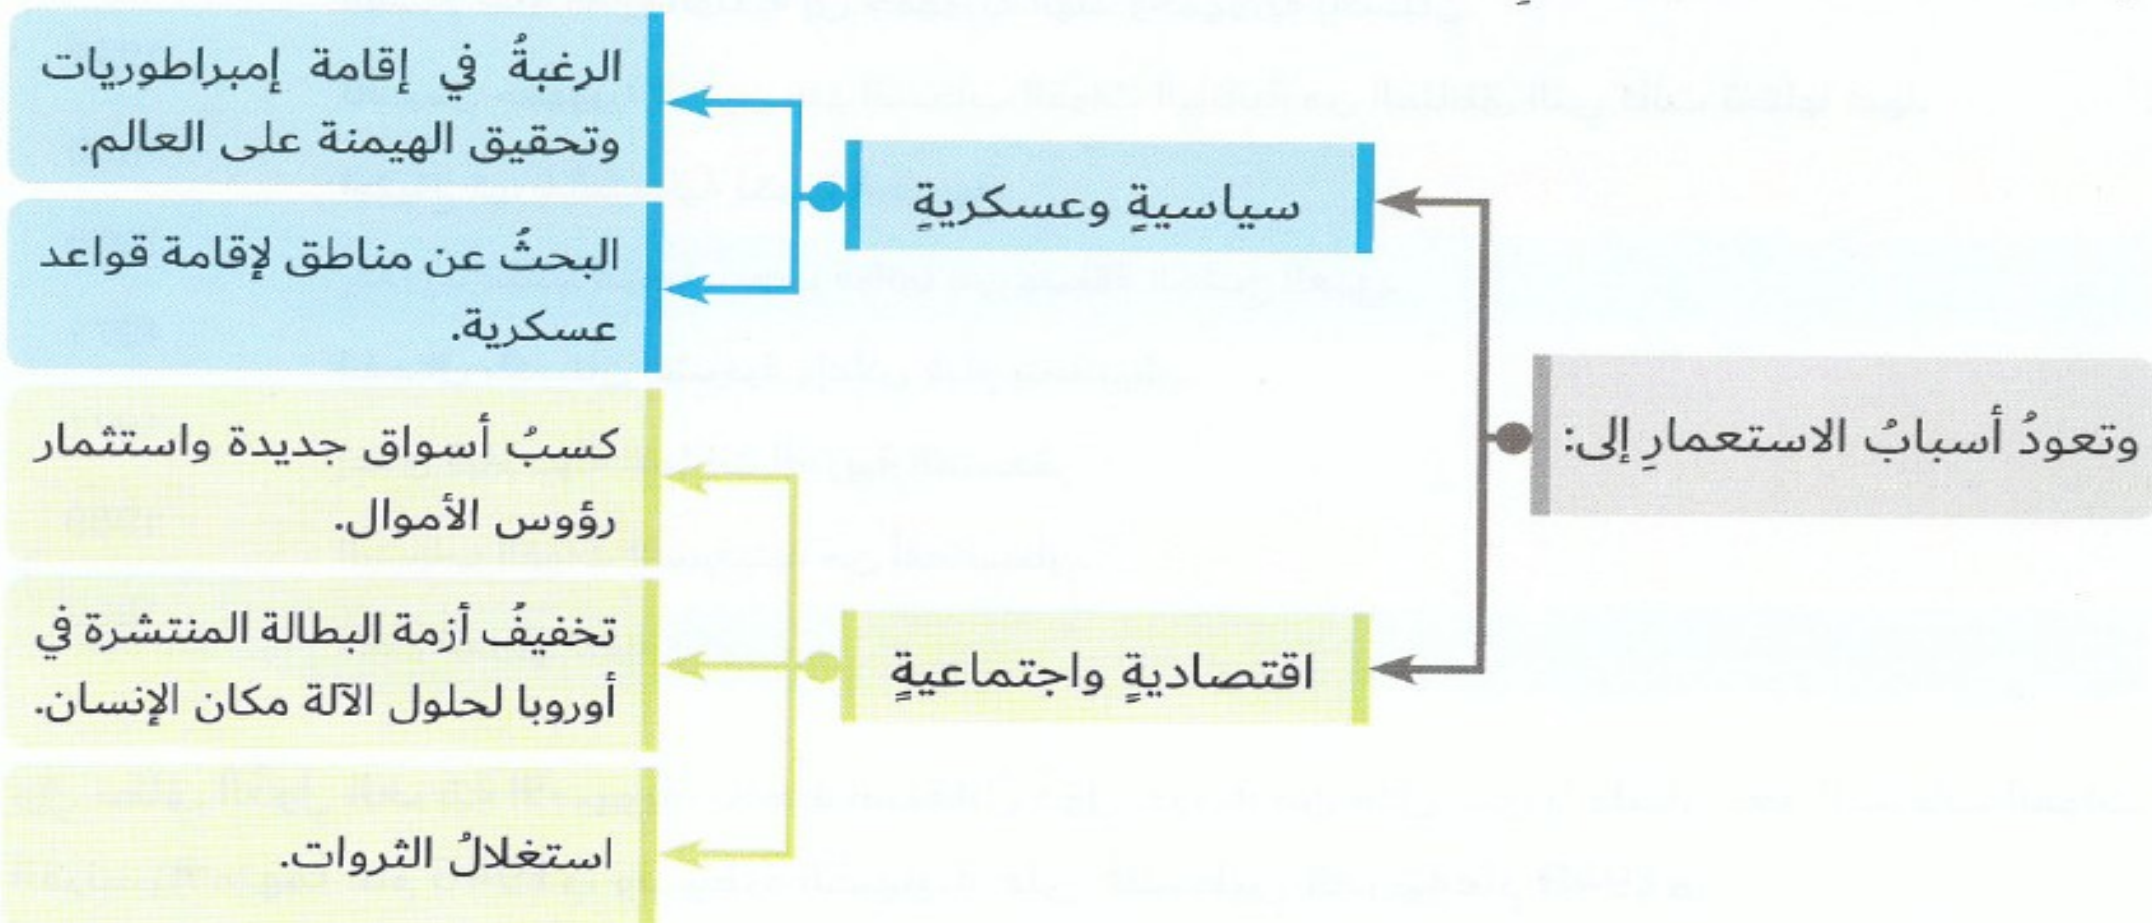 وتعودُ أسبابُ الاستعمارِ إلى:
سياسيةٍ وعسكريةٍ
الرغبةُ في إقامة إمبراطوريات
وتحقيق الهيمنة على العالم.
البحثُ عن مناطق لإقامة قواعد
عسكرية.
اقتصاديةٍ واجتماعيةٍ
كسبُ أسواق جديدة واستثمار
رؤوس الأموال.
تخفيفُ أزمة البطالة المنتشرة في
أوروبا لحلول الآلة مكان الإنسان.
استغلالُ الثروات.